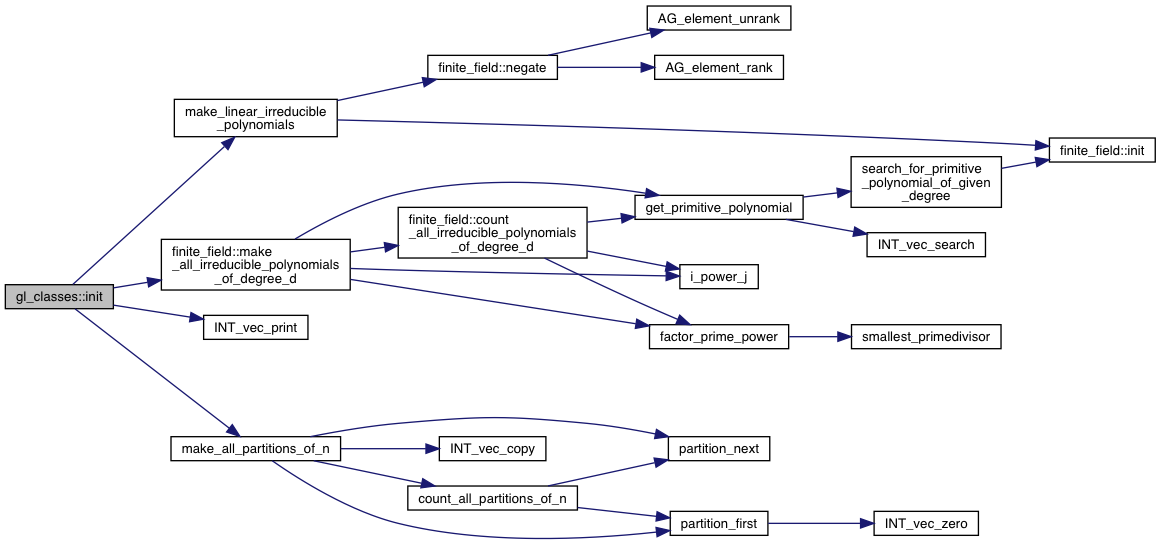 AG_element_unrank
finite_field::negate
AG_element_rank
make_linear_irreducible
_polynomials
finite_field::init
search_for_primitive
_polynomial_of_given
_degree
get_primitive_polynomial
finite_field::count
_all_irreducible_polynomials
_of_degree_d
INT_vec_search
finite_field::make
_all_irreducible_polynomials
_of_degree_d
i_power_j
gl_classes::init
INT_vec_print
factor_prime_power
smallest_primedivisor
make_all_partitions_of_n
INT_vec_copy
partition_next
count_all_partitions_of_n
partition_first
INT_vec_zero